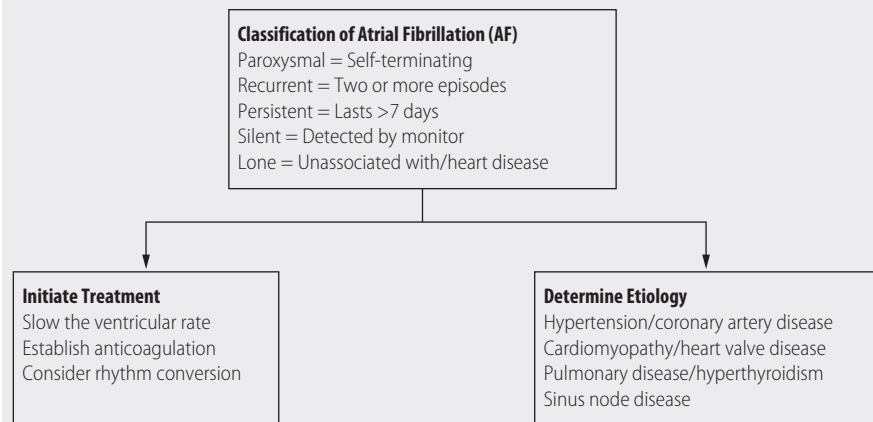 Classification of Atrial Fibrillation (AF)
Paroxysmal = Self-terminating
Recurrent = Two or more episodes
Persistent = Lasts >7 days
Silent = Detected by monitor
Lone = Unassociated with/heart disease
Initiate Treatment
Slow the ventricular rate
Establish anticoagulation
Consider rhythm conversion
Determine Etiology
Hypertension/coronary artery disease
Cardiomyopathy/heart valve disease
Pulmonary disease/hyperthyroidism
Sinus node disease